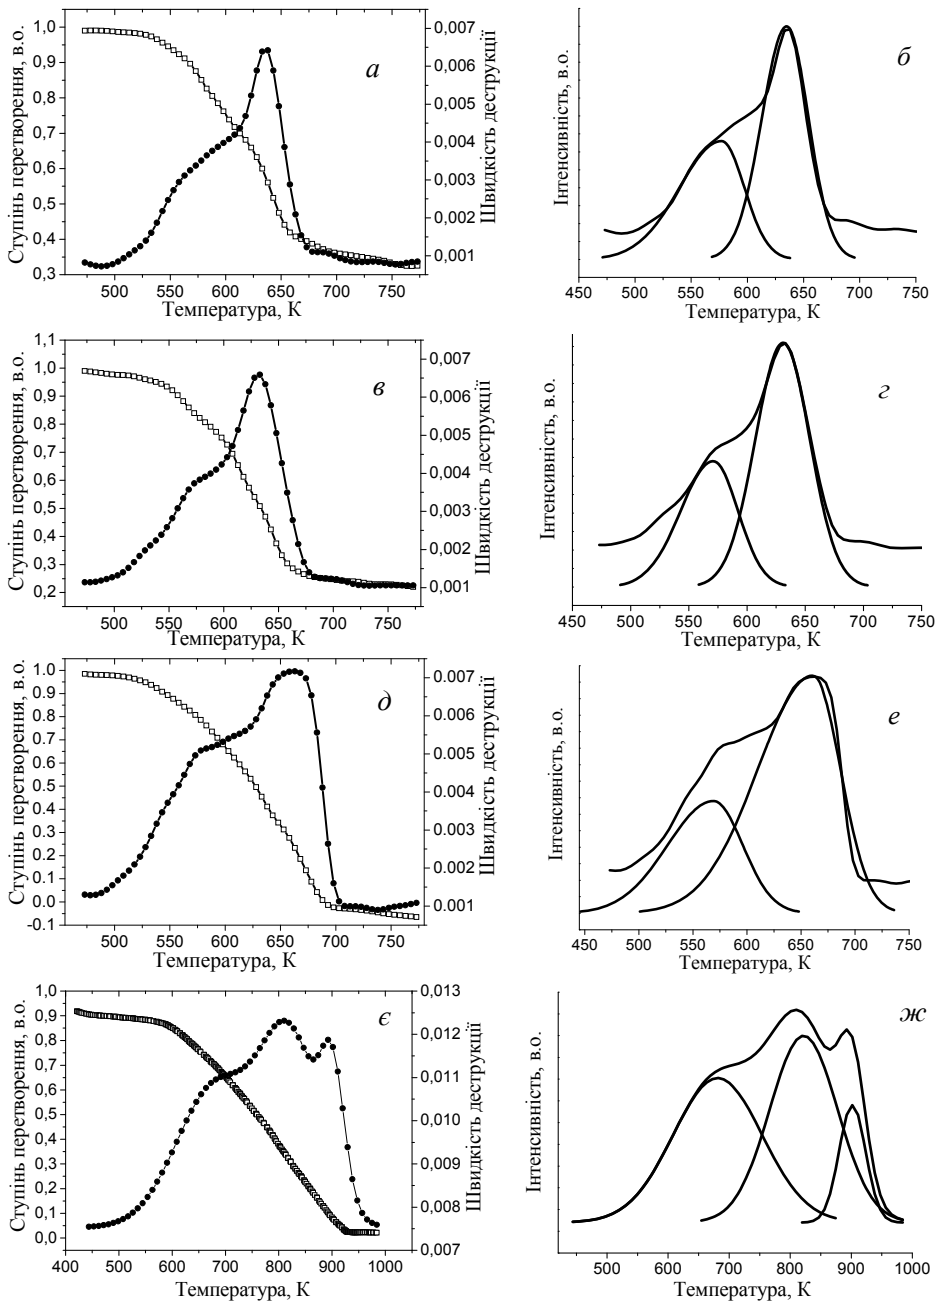 Ступінь перетворення, в.о.
1,0
0,9
0,8
0,7
0,6
0,5
0,4
0,3
500 550 600 650 700 750
Температура, К
0,007
0,006
0,005
0,004
0,003
0,002
0,001
Швидкість деструкції
а
Інтенсивність, в.о.
450 500 550 600 650 700 750
Температура, К
б
Ступінь перетворення, в.о.
1,1
1,0
0,9
0,8
0,7
0,6
0,5
0,4
0,3
0,2
500 550 600 650 700 750
Температура, К
0,007
0,006
0,005
0,004
0,003
0,002
0,001
Швидкість деструкції
в
Інтенсивність, в.о.
450 500 550 600 650 700 750
Температура, К
г
Ступінь перетворення, в.о.
1.0
0.9
0.8
0.7
0.6
0.5
0.4
0.3
0.2
0.1
0.0
-0.1
500 550 600 650 700 750
Температура, К
0.007
0.006
0.005
0.004
0.003
0.002
0.001
Швидкість деструкції
д
Інтенсивність, в.о.
450 500 550 600 650 700 750
Температура, К
е
Ступінь перетворення, в.о.
1,0
0,9
0,8
0,7
0,6
0,5
0,4
0,3
0,2
0,1
0,0
400 500 600 700 800 900 1000
Температура, К
0,013
0,012
0,011
0,010
0,009
0,008
0,007
Швидкість деструкції
є
Інтенсивність, в.о.
500 600 700 800 900 1000
Температура, К
ж